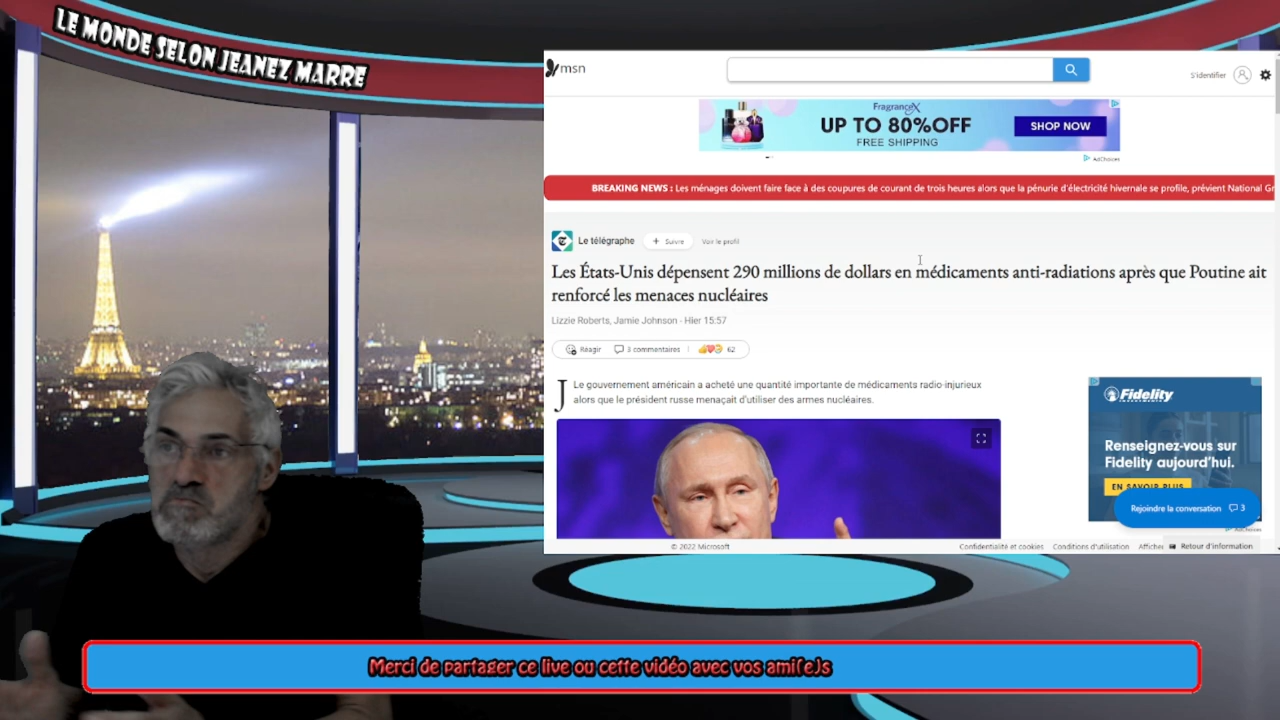 LE MONDE SELON JEANEZ MARRE
msn
S'identifier
FragranceX
UP TO 80%OFF
FREE SHIPPING
SHOP NOW
AdChoices
BREAKING NEWS : Les ménages doivent faire face à des coupures de courant de trois heures alors que la pénurie d'électricité hivernale se profile, prévient National Gr
Le télégraphe
+ Suivre
Voir le profil
Les États-Unis dépensent 290 millions de dollars en médicaments anti-radiations après que Poutine ait
renforcé les menaces nucléaires
Lizzie Roberts, Jamie Johnson - Hier 15:57
Réagir
3 commentaires
62
J Le gouvernement américain a acheté une quantité importante de médicaments radio-injurieux
alors que le président russe menaçait d'utiliser des armes nucléaires.
Fidelity
INVESTMENTS
Renseignez-vous sur
Fidelity aujourd'hui.
EN SAVOIR PLUS
Rejoindre la conversation 3
AdChoices
© 2022 Microsoft
Confidentialité et cookies
Conditions d'utilisation
Affiche
Retour d'information
Merci de partager ce live ou cette vidéo avec vos ami(e)s